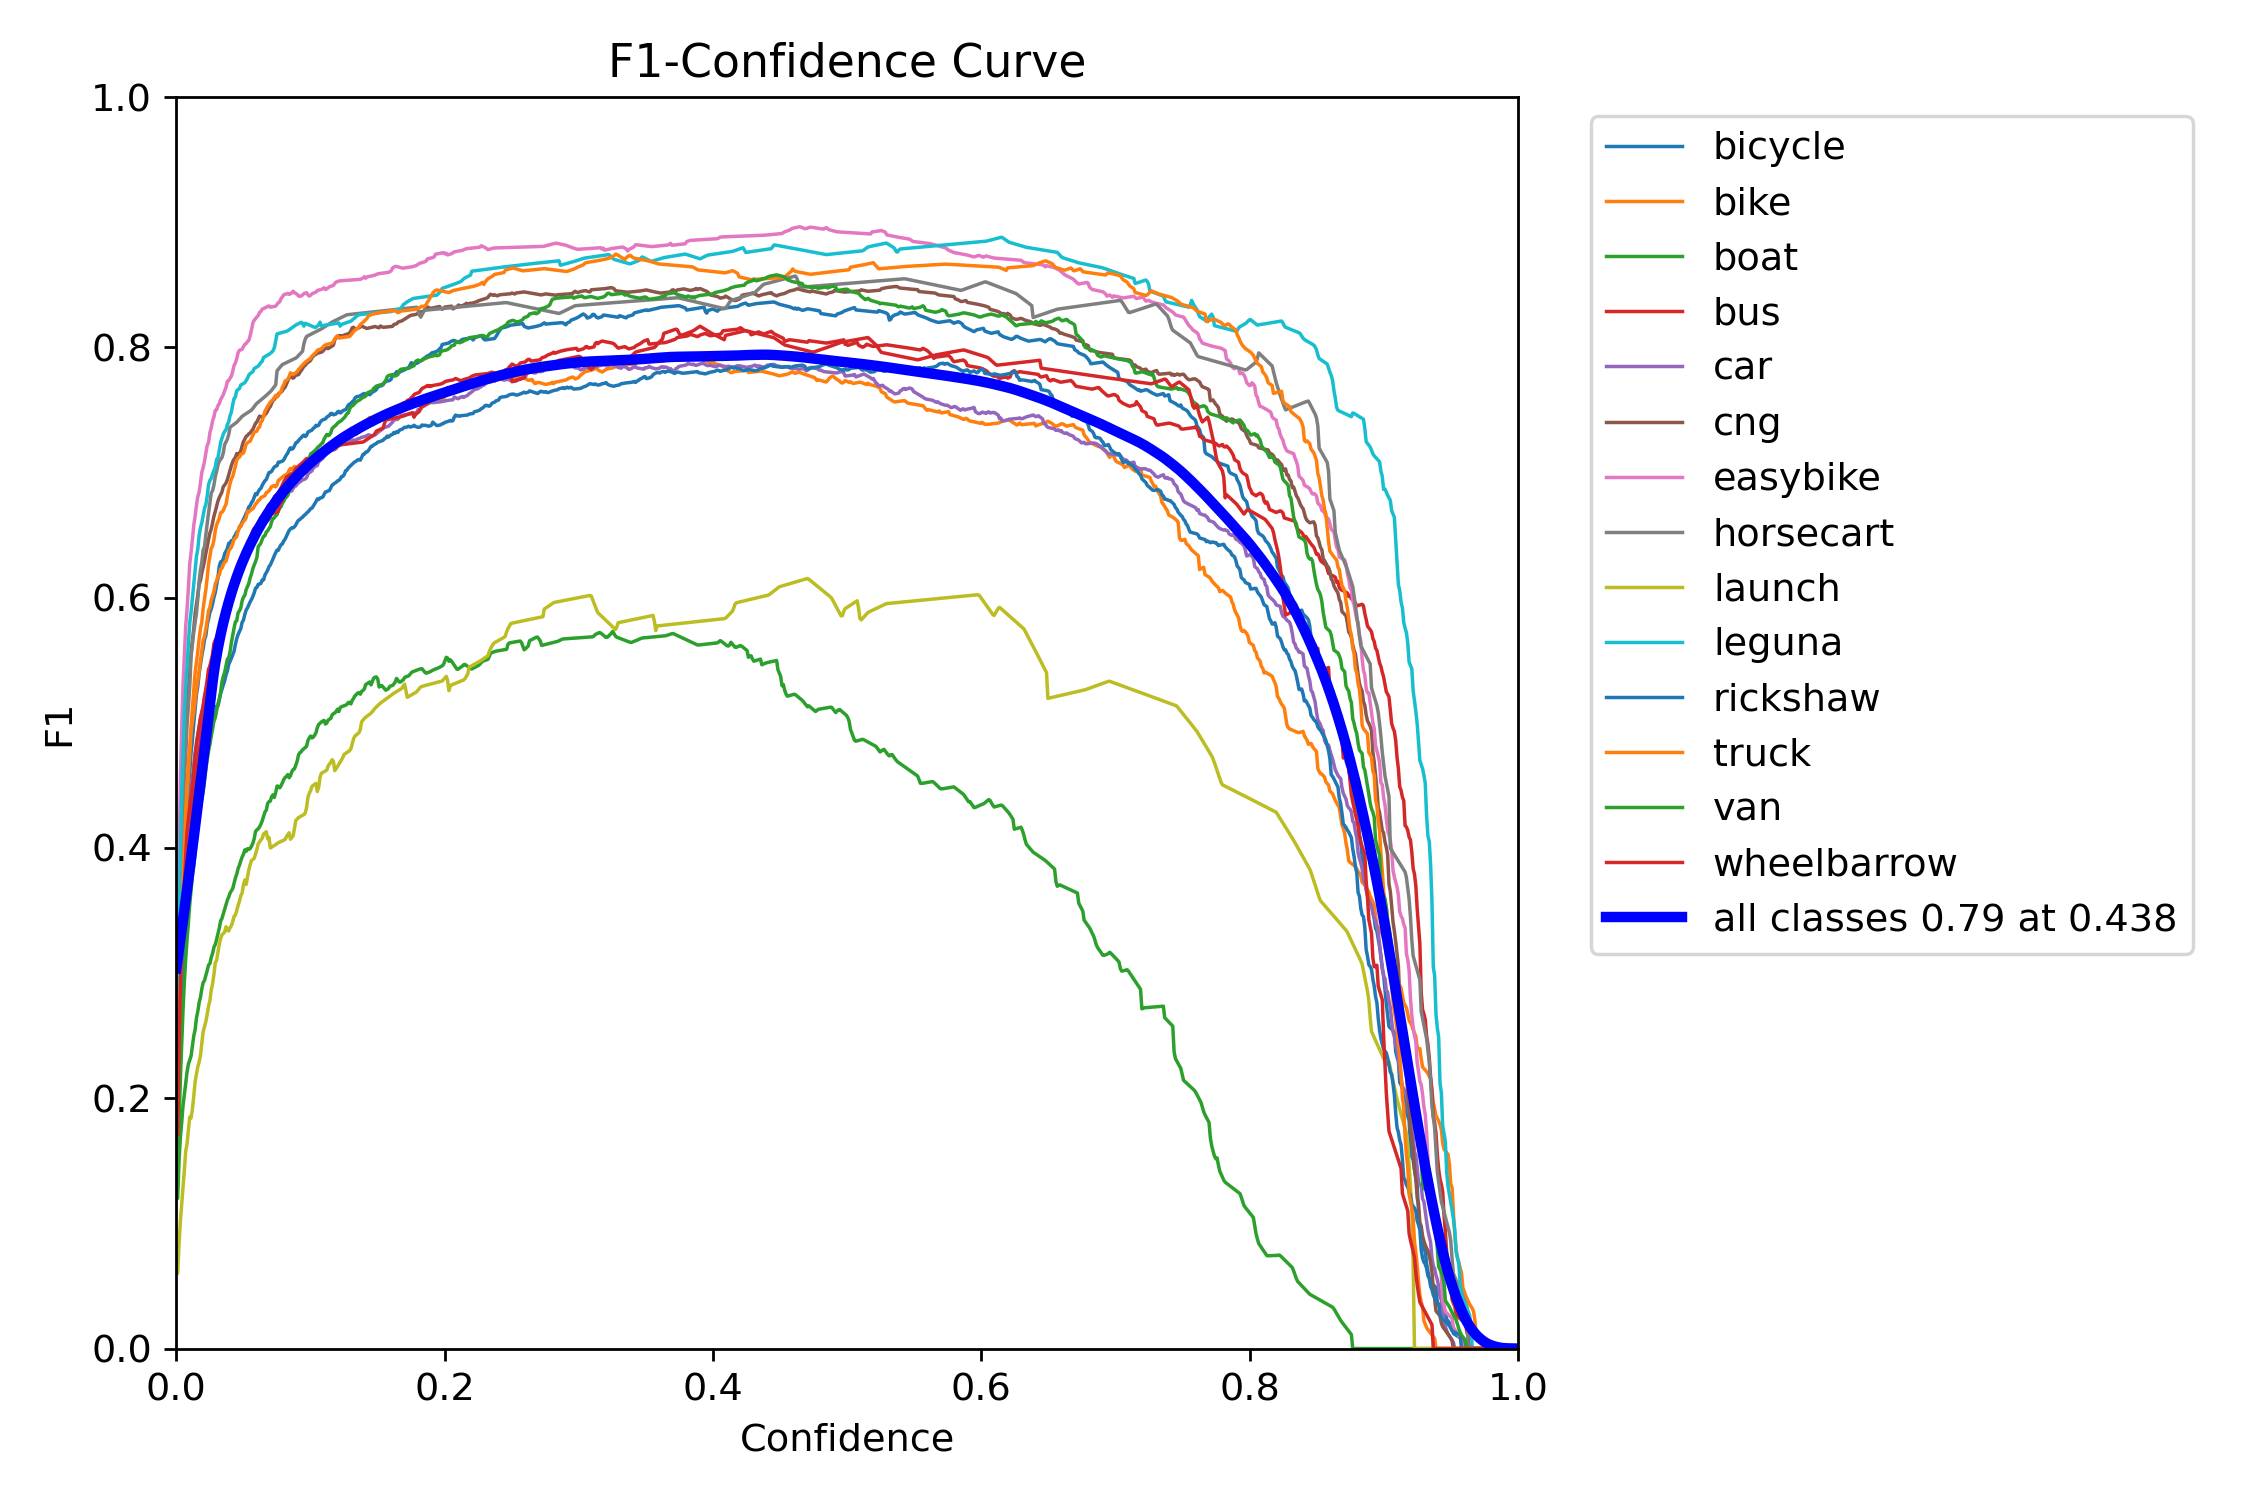 F1-Confidence Curve
1.0
0.8
0.6
0.4
0.2
0.0
F1
0.0 0.2 0.4 0.6 0.8 1.0
Confidence
bicycle
bike
boat
bus
car
cng
easybike
horsecart
launch
leguna
rickshaw
truck
van
wheelbarrow
all classes 0.79 at 0.438